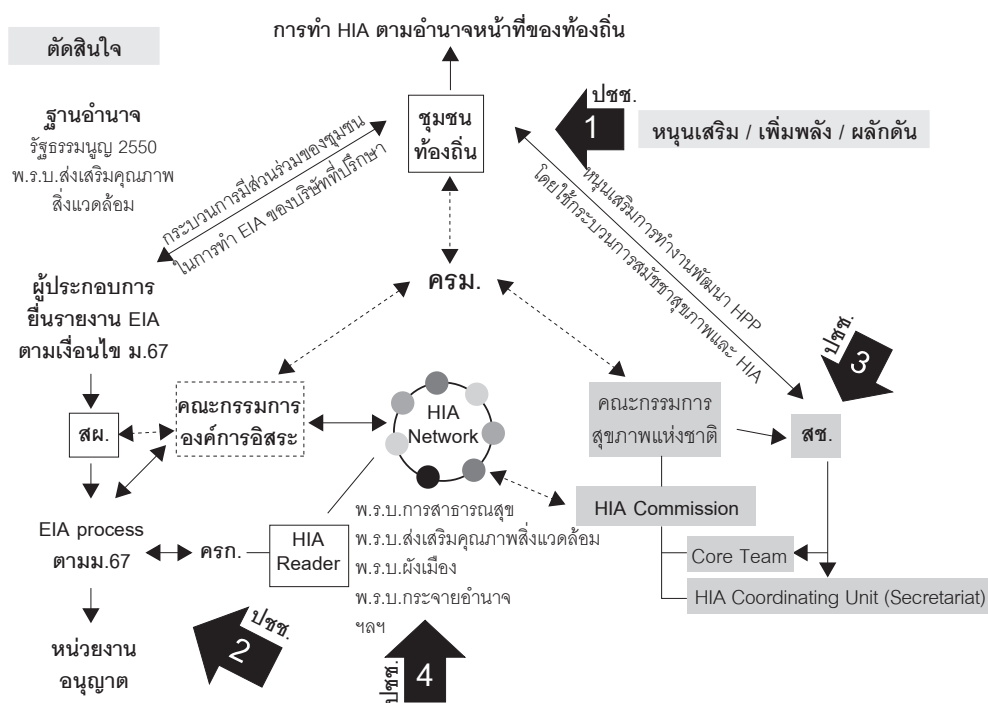 การทำ HIA ตามอำนาจหน้าที่ของท้องถิ่น
ตัดสินใจ
ฐานอำนาจ
รัฐธรรมนูญ 2550
พ.ร.บ.ส่งเสริมคุณภาพ
สิ่งแวดล้อม
ชุมชน
ท้องถิ่น
ปชช.
1
หนุนเสริม / เพิ่มพลัง / ผลักดัน
กระบวนการมีส่วนร่วมของชุมชน
ในการทำ EIA ของบริษัทที่ปรึกษา
หนุนเสริมการทำงานพัฒนา HPP
โดยใช้กระบวนการสมัชชาสุขภาพและ HIA
ครม.
ผู้ประกอบการ
ยื่นรายงาน EIA
ตามเงื่อนไข ม.67
ปชช.
3
สผ.
คณะกรรมการ
องค์การอิสระ
HIA
Network
คณะกรรมการ
สุขภาพแห่งชาติ
สช.
EIA process
ตามม.67
ครก.
HIA
Reader
พ.ร.บ.การสาธารณสุข
พ.ร.บ.ส่งเสริมคุณภาพสิ่งแวดล้อม
พ.ร.บ.ผังเมือง
พ.ร.บ.กระจายอำนาจ
ฯลฯ
HIA Commission
Core Team
HIA Coordinating Unit (Secretariat)
หน่วยงาน
อนุญาต
ปชช.
2
ปชช.
4